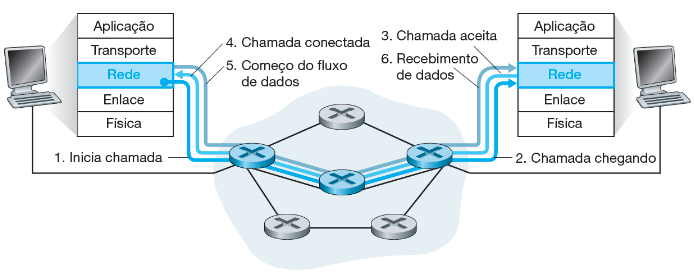 Aplicação
Transporte
Rede
Enlace
Física
4. Chamada conectada
5. Começo do fluxo
de dados
1. Inicia chamada
3. Chamada aceita
6. Recebimento
de dados
2. Chamada chegando
Aplicação
Transporte
Rede
Enlace
Física